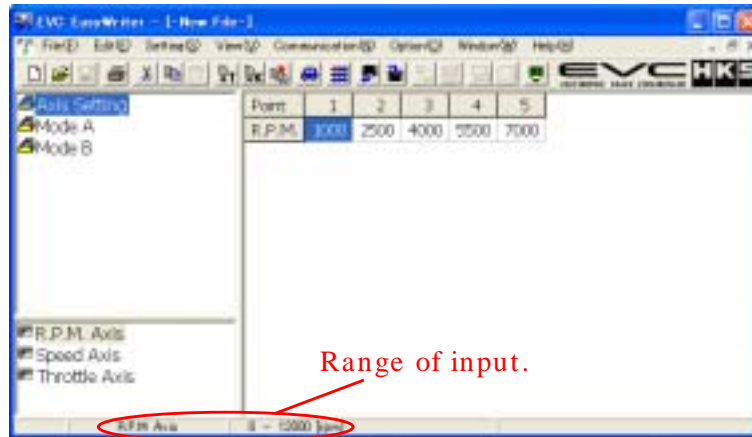 EVC EasyWriter - [-New File-]
File(F) Edit(E) Setting(S) View(V) Communication(C) Option(O) Window(W) Help(H)
EVC HKS
Axis Setting
Mode A
Mode B
Point 1 2 3 4 5
R.P.M. 1000 2500 4000 5500 7000
R.P.M. Axis
Speed Axis
Throttle Axis
Range of input.
R.P.M Axis 0 ~ 12000 [rpm]